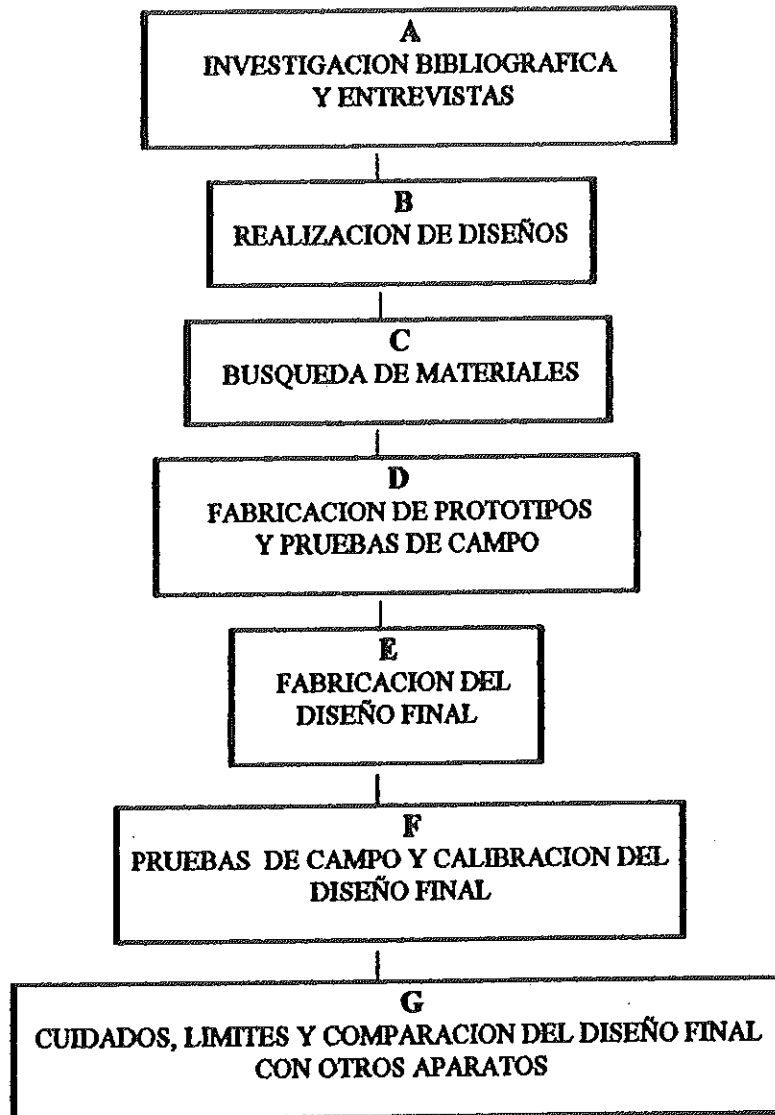 A
INVESTIGACION BIBLIOGRAFICA
Y ENTREVISTAS
B
REALIZACION DE DISEÑOS
C
BUSQUEDA DE MATERIALES
D
FABRICACION DE PROTOTIPOS
Y PRUEBAS DE CAMPO
E
FABRICACION DEL
DISEÑO FINAL
F
PRUEBAS DE CAMPO Y CALIBRACION DEL
DISEÑO FINAL
G
CUIDADOS, LIMITES Y COMPARACION DEL DISEÑO FINAL
CON OTROS APARATOS